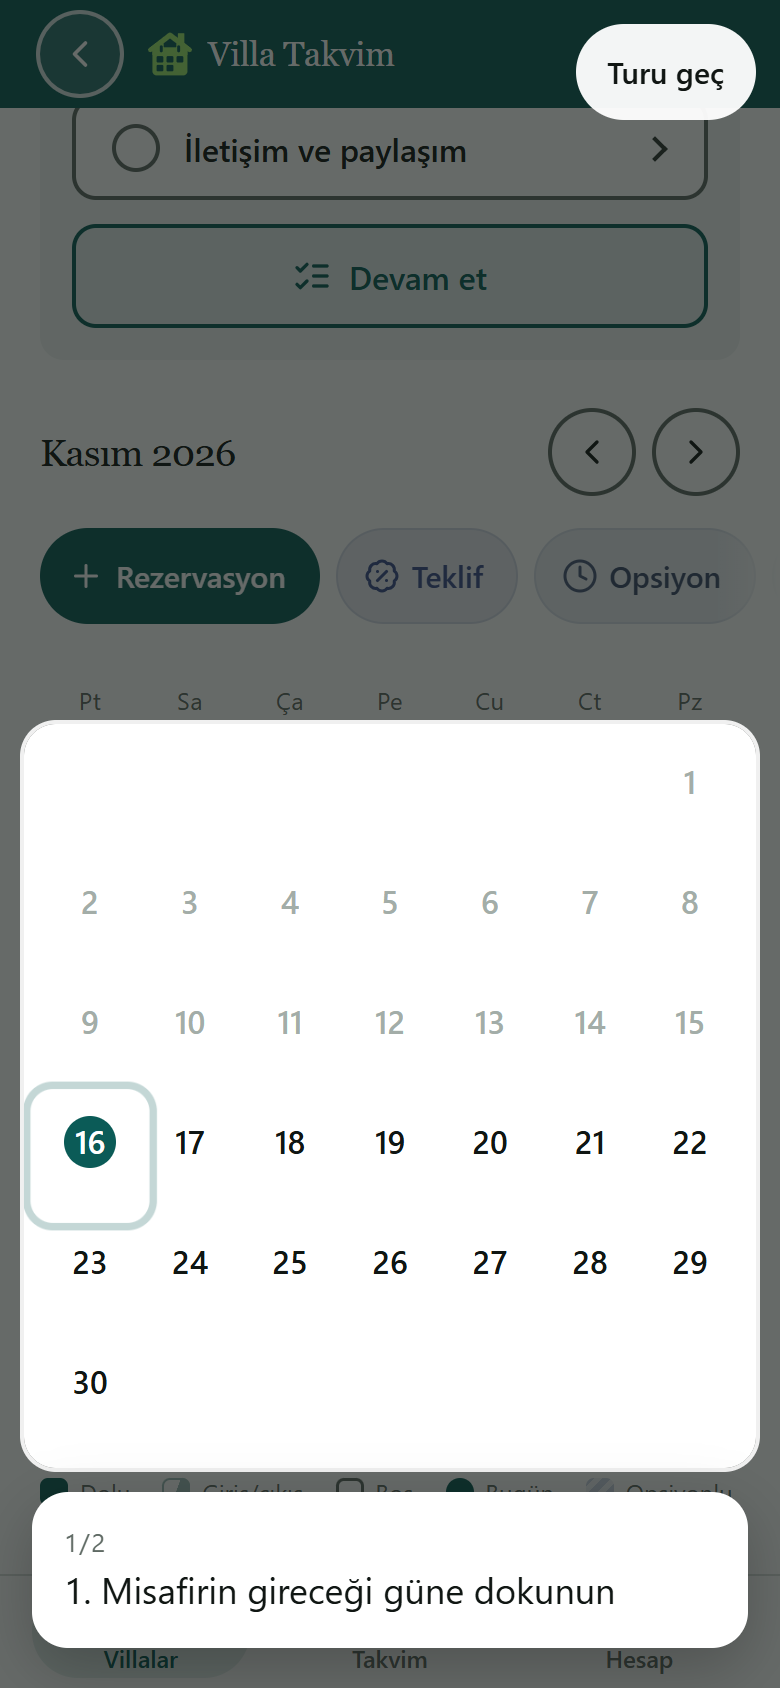 Villa Takvim
Turu geç
İletişim ve paylaşım
Devam et
Kasım 2026
Rezervasyon
Teklif
Opsiyon
Pt Sa Ça Pe Cu Ct Pz
1
2 3 4 5 6 7 8
9 10 11 12 13 14 15
16 17 18 19 20 21 22
23 24 25 26 27 28 29
30
1/2
1. Misafirin gireceği güne dokunun
Villalar Takvim Hesap